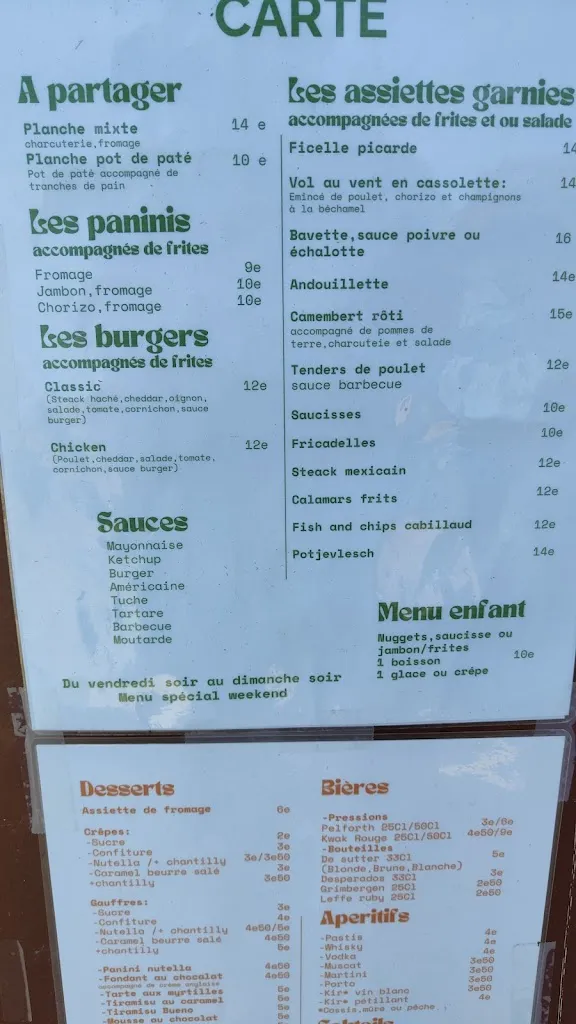 CARTE
A partager
Planche mixte 14 e
charcuterie,fromage
Planche pot de paté 10 e
Pot de paté accompagné de
tranches de pain
Les paninis
accompagnés de frites
Fromage 9e
Jambon,fromage 10e
Chorizo,fromage 10e
Les burgers
accompagnés de frites
Classic 12e
(Steack haché,cheddar,oignon,
salade,tomate,cornichon,sauce
burger)
Chicken 12e
(Poulet,cheddar,salade,tomate,
cornichon,sauce burger)
Sauces
Mayonnaise
Ketchup
Burger
Américaine
Tuche
Tartare
Barbecue
Moutarde
Les assiettes garnies
accompagnées de frites et ou salade
Ficelle picarde 14
Vol au vent en cassolette: 14
Emincé de poulet, chorizo et champignons
à la béchamel
Bavette,sauce poivre ou 16
échalotte
Andouillette 14e
Camembert rôti 15e
accompagné de pommes de
terre,charcuteie et salade
Tenders de poulet 12e
sauce barbecue
Saucisses 10e
Fricadelles 10e
Steack mexicain 12e
Calamars frits 12e
Fish and chips cabillaud 12e
Potjevlesch 14e
Menu enfant
Nuggets,saucisse ou
jambon/frites
1 boisson 10e
1 glace ou crêpe
Du vendredi soir au dimanche soir
Menu spécial weekend
Desserts
Assiette de fromage 6e
Crêpes:
-Sucre 2e
-Confiture 3e
-Nutella /+ chantilly 3e/3e50
-Caramel beurre salé 3e
+chantilly 3e50
Gauffres:
-Sucre 3e
-Confiture 4e
-Nutella /+ chantilly 4e50/5e
-Caramel beurre salé 4e50
+chantilly 5e
-Panini nutella 4e50
-Fondant au chocolat 4e50
accompagné de crème anglaise
-Tarte aux myrtilles 5e
-Tiramisu au caramel 5e
-Tiramisu Bueno 5e
-Mousse au chocolat 5e
Bières
-Pressions
Pelforth 25Cl/50Cl 3e/6e
Kwak Rouge 25Cl/50Cl 4e50/9e
-Bouteilles
De sutter 33Cl 5e
(Blonde,Brune,Blanche)
Desperados 33Cl 3e
Grimbergen 25Cl 2e50
Leffe ruby 25Cl 2e50
Aperitifs
-Pastis 4e
-Whisky 4e
-Vodka 4e
-Muscat 3e50
-Martini 3e50
-Porto 3e50
-Kir* vin blanc 3e50
-Kir* pétillant 4e
*Cassis,mûre ou pêche
Coktails